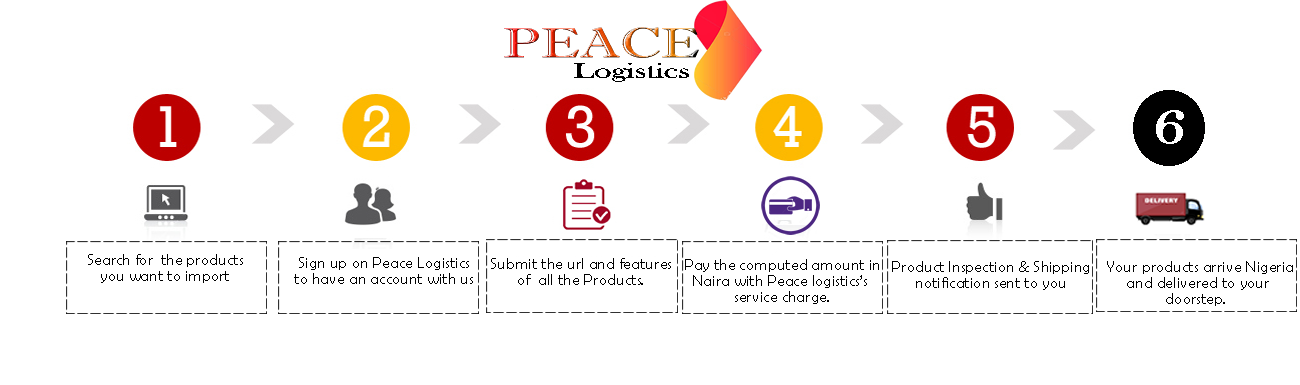 PEACE
Logistics
1
2
3
4
5
6
DELIVERY
Search for the products
you want to import
Sign up on Peace Logistics
to have an account with us
Submit the url and features
of all the Products.
Pay the computed amount in
Naira with Peace logistics's
service charge.
Product Inspection & Shipping
notification sent to you
Your products arrive Nigeria
and delivered to your
doorstep.